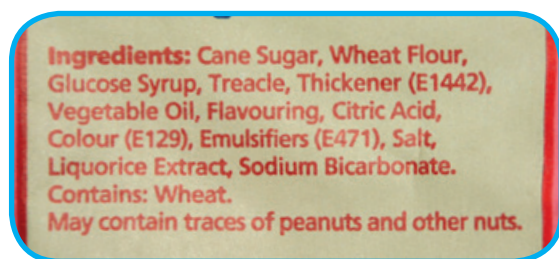 Ingredients: Cane Sugar, Wheat Flour,
Glucose Syrup, Treacle, Thickener (E1442),
Vegetable Oil, Flavouring, Citric Acid,
Colour (E129), Emulsifiers (E471), Salt,
Liquorice Extract, Sodium Bicarbonate.
Contains: Wheat.
May contain traces of peanuts and other nuts.